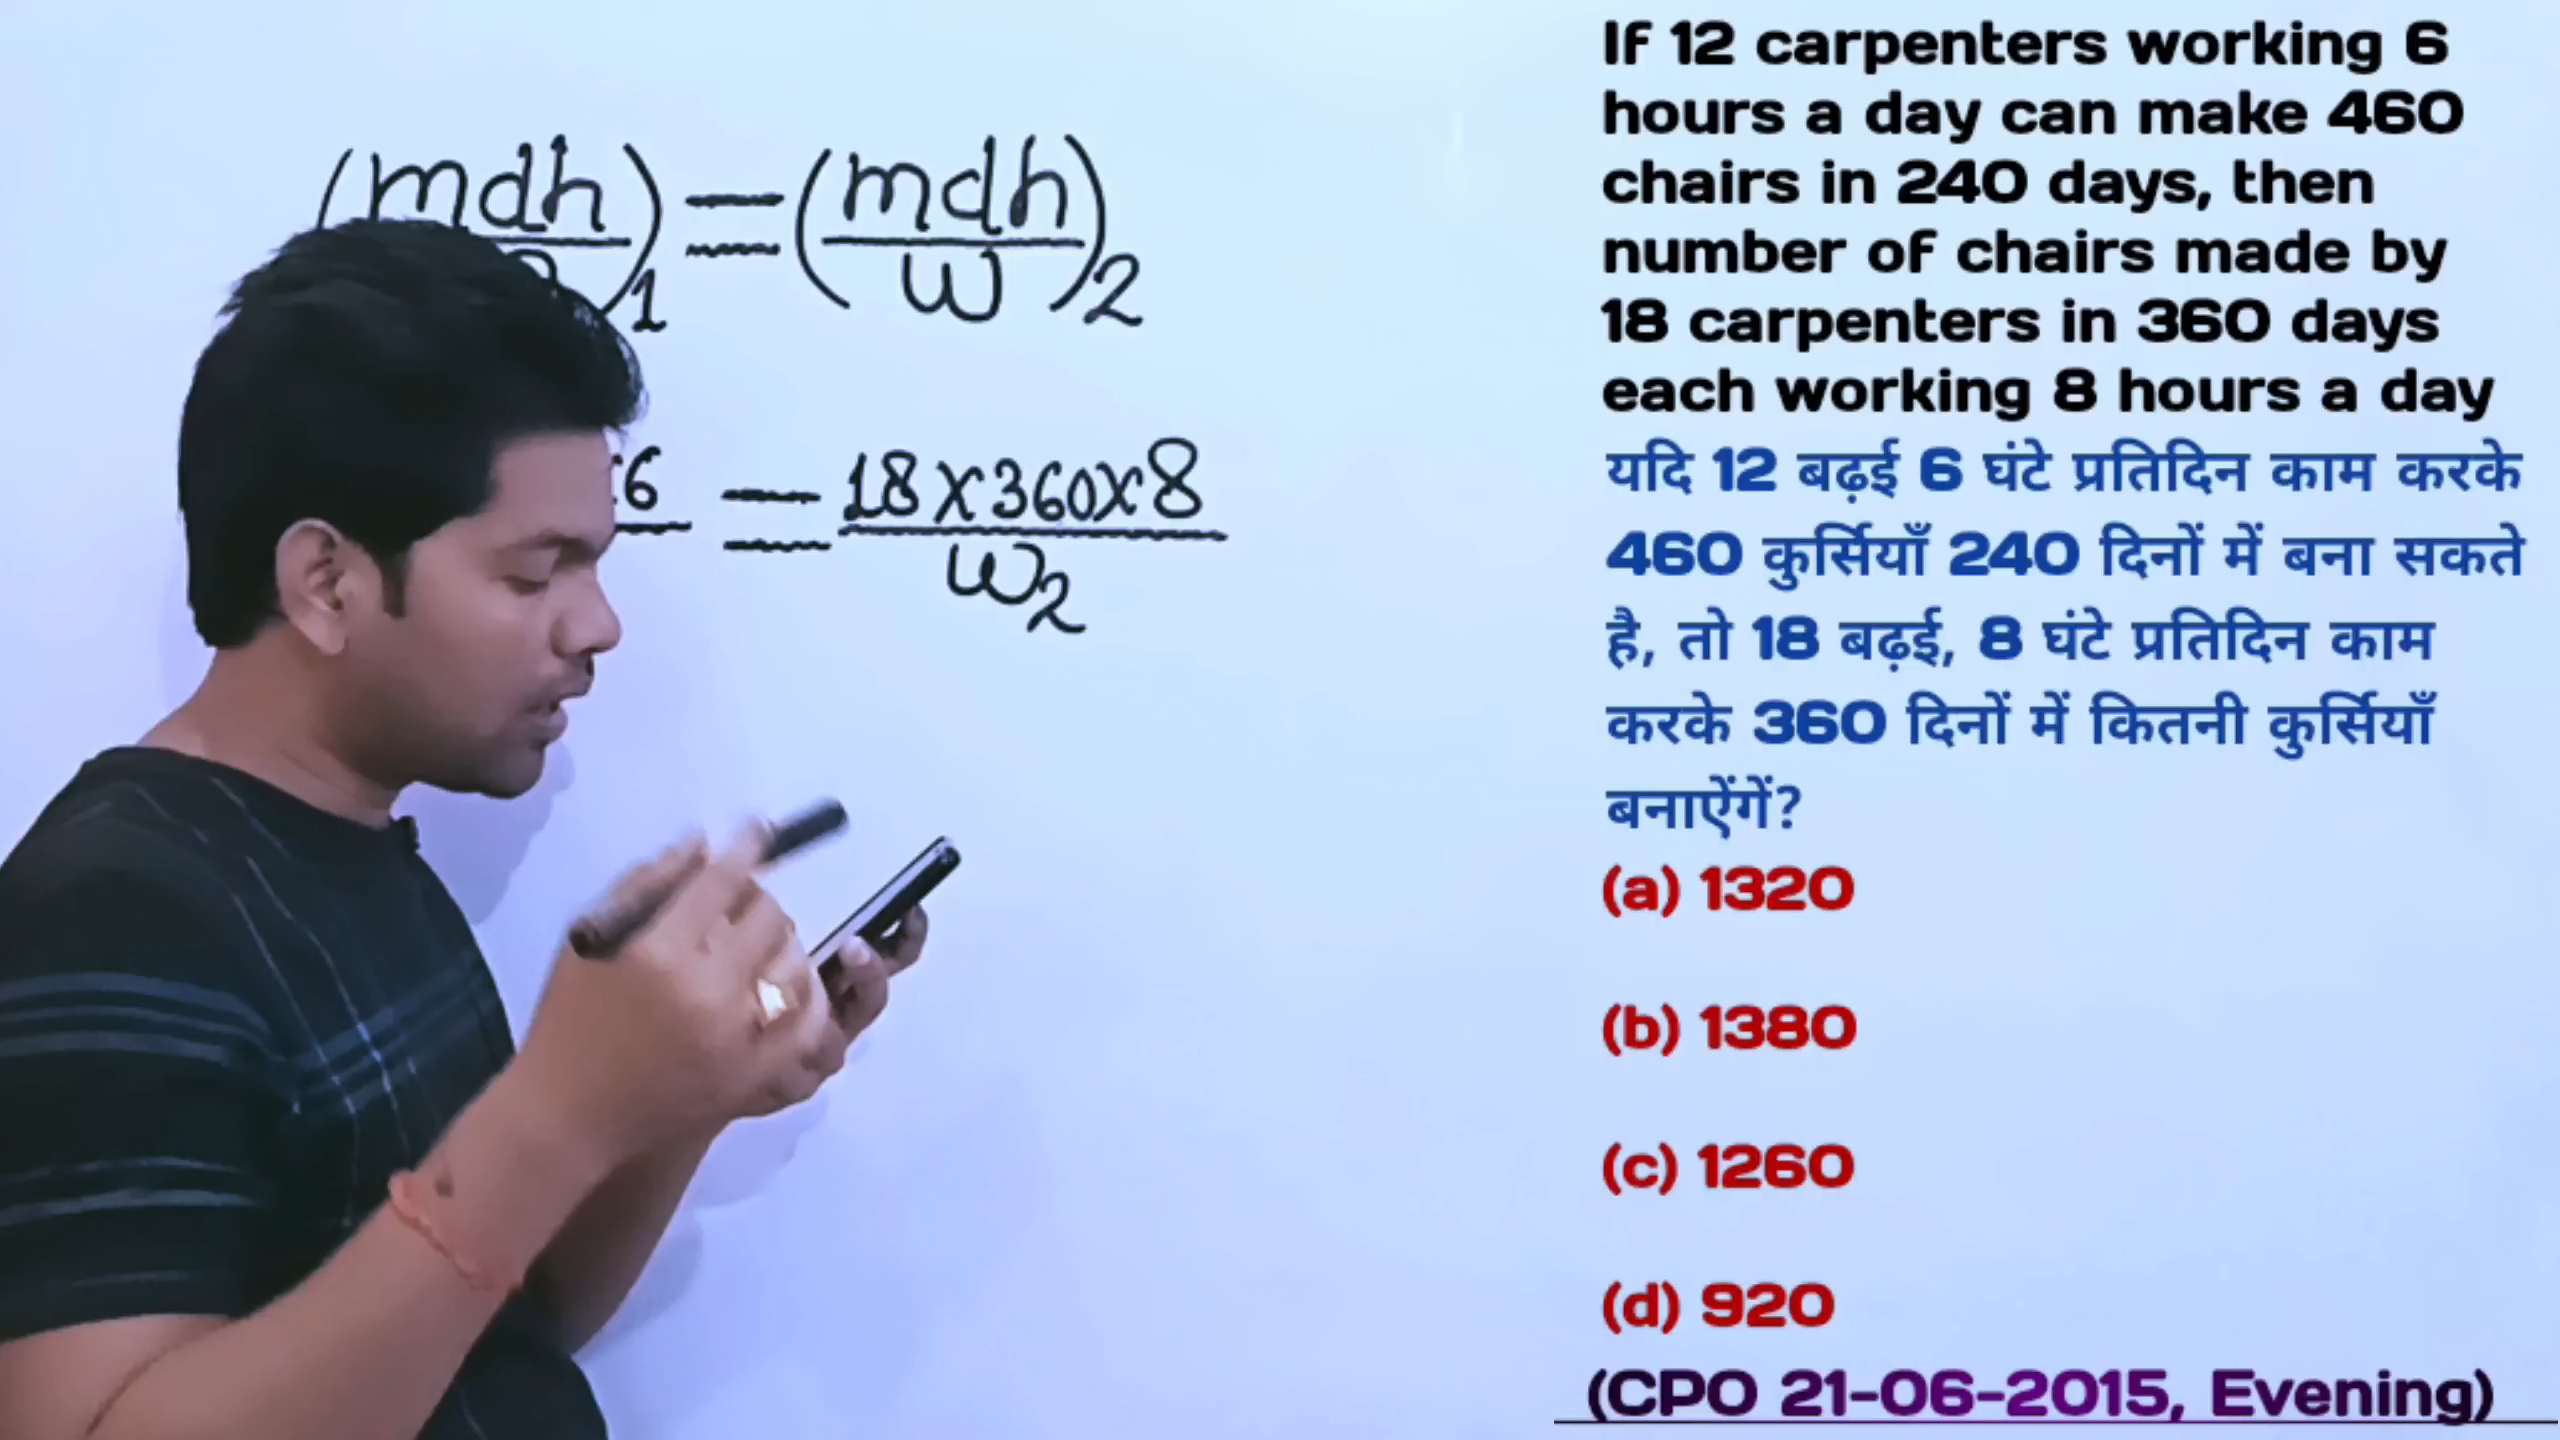 (mdh)1 = (mdh/W)2
6 = 18x360x8
W2
If 12 carpenters working 6
hours a day can make 460
chairs in 240 days, then
number of chairs made by
18 carpenters in 360 days
each working 8 hours a day
यदि 12 बढ़ई 6 घंटे प्रतिदिन काम करके
460 कुर्सियाँ 240 दिनों में बना सकते
है, तो 18 बढ़ई, 8 घंटे प्रतिदिन काम
करके 360 दिनों में कितनी कुर्सियाँ
बनाऐंगें?
(a) 1320
(b) 1380
(c) 1260
(d) 920
(CPO 21-06-2015, Evening)